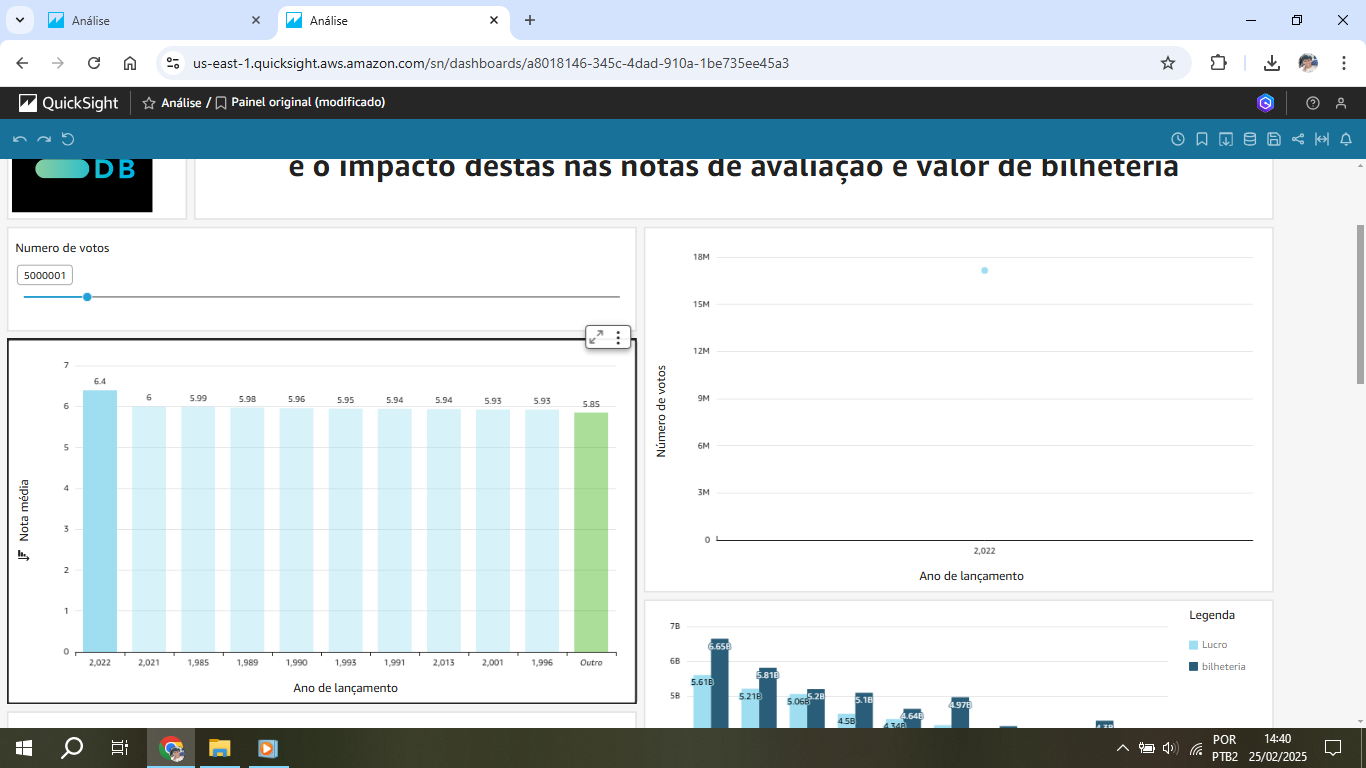 Análise
Análise
us-east-1.quicksight.aws.amazon.com/sn/dashboards/a8018146-345c-4dad-910a-1be735ee45a3
QuickSight
Análise / Painel original (modificado)
DB
e o impacto destas nas notas de avaliação e valor de bilheteria
Numero de votos
5000001
Nota média
7
6
5
4
3
2
1
0
6.4 6 5.99 5.98 5.96 5.95 5.94 5.94 5.93 5.93 5.85
2,022 2,021 1,985 1,989 1,990 1,993 1,991 2,013 2,001 1,996 Outro
Ano de lançamento
Número de votos
18M
15M
12M
9M
6M
3M
0
2,022
Ano de lançamento
Legenda
Lucro
bilheteria
7B
6B
5B
5.61B 6.65B 5.21B 5.81B 5.06B 5.2B 4.5B 5.1B 4.34B 4.64B 4.97B 4.3B
POR
PTB2
14:40
25/02/2025